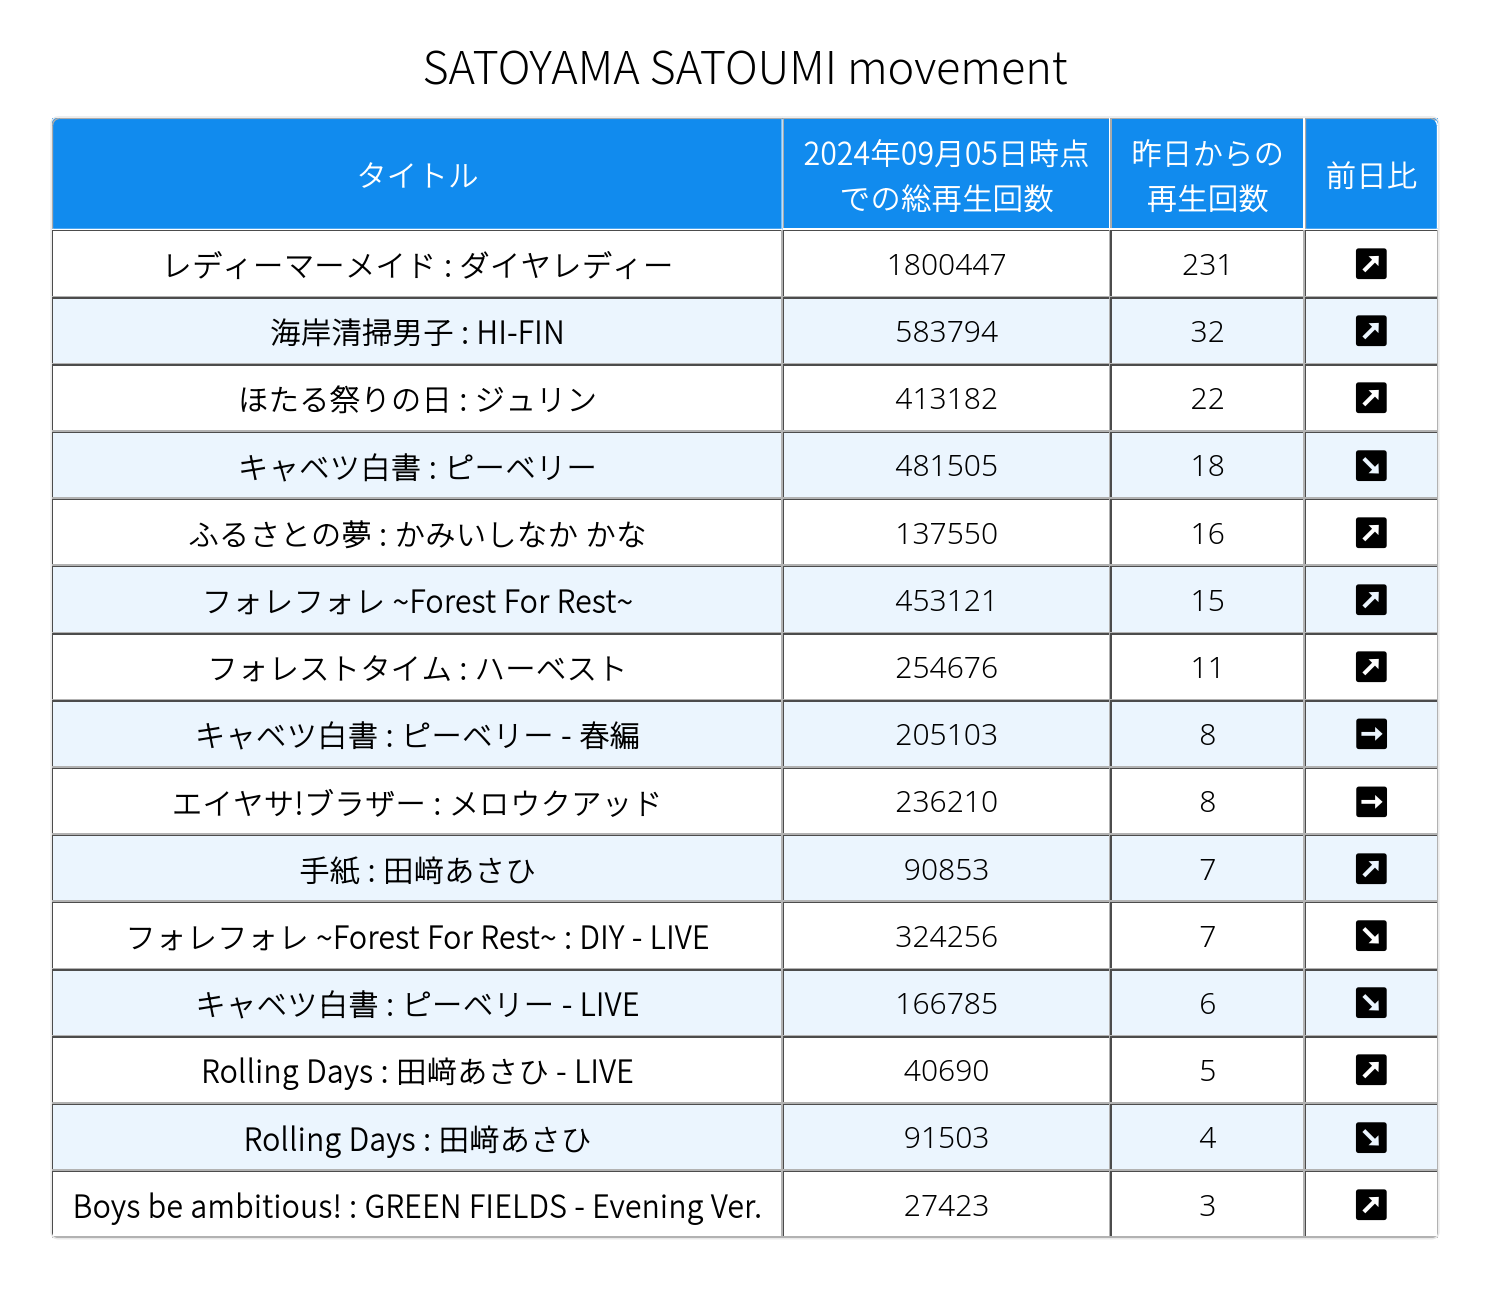 SATOYAMA SATOUMI movement
タイトル 2024年09月05日時点での総再生回数 昨日からの再生回数 前日比
レディーマーメイド : ダイヤレディー 1800447 231 ↗
海岸清掃男子 : HI-FIN 583794 32 ↗
ほたる祭りの日 : ジュリン 413182 22 ↗
キャベツ白書 : ピーベリー 481505 18 ↘
ふるさとの夢 : かみいしなか かな 137550 16 ↗
フォレフォレ ~Forest For Rest~ 453121 15 ↗
フォレストタイム : ハーベスト 254676 11 ↗
キャベツ白書 : ピーベリー - 春編 205103 8 →
エイヤサ!ブラザー : メロウクアッド 236210 8 →
手紙 : 田﨑あさひ 90853 7 ↗
フォレフォレ ~Forest For Rest~ : DIY - LIVE 324256 7 ↘
キャベツ白書 : ピーベリー - LIVE 166785 6 ↘
Rolling Days : 田﨑あさひ - LIVE 40690 5 ↗
Rolling Days : 田﨑あさひ 91503 4 ↘
Boys be ambitious! : GREEN FIELDS - Evening Ver. 27423 3 ↗